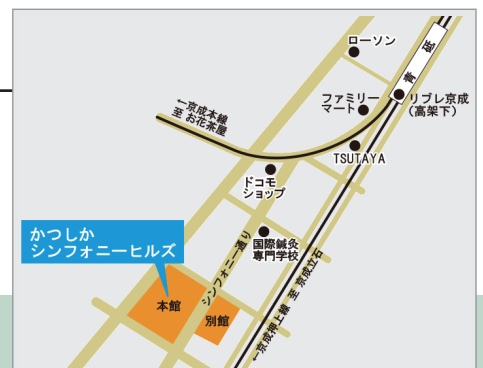 ローソン
青砥
ファミリー
マート
リブレ京成
(高架下)
←京成本線
至 お花茶屋
TSUTAYA
ドコモ
ショップ
かつしか
シンフォニーヒルズ
シンフォニー通り
国際鍼灸
専門学校
本館
別館
←京成押上線 至 京成立石